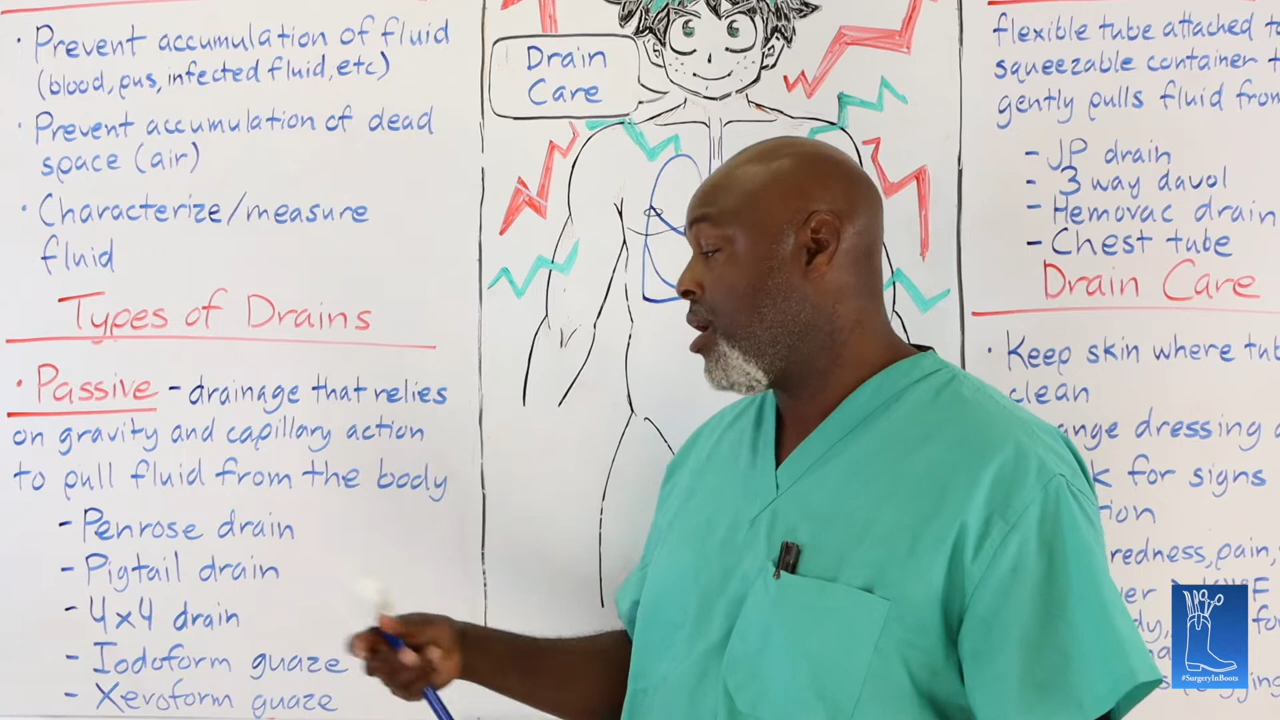 · Prevent accumulation of fluid
(blood, pus, infected fluid, etc)
· Prevent accumulation of dead
space (air)
· Characterize/measure
fluid
Types of Drains
· Passive - drainage that relies
on gravity and capillary action
to pull fluid from the body
- Penrose drain
- Pigtail drain
- 4x4 drain
- Iodoform guaze
- Xeroform guaze
Drain
Care
flexible tube attached
squeezable container
gently pulls fluid from
- JP drain
- 3 way davol
- Hemovac drain
- Chest tube
Drain Care
· Keep skin where
clean
dressing
for signs
redness, pain,
#SurgeryInBoots